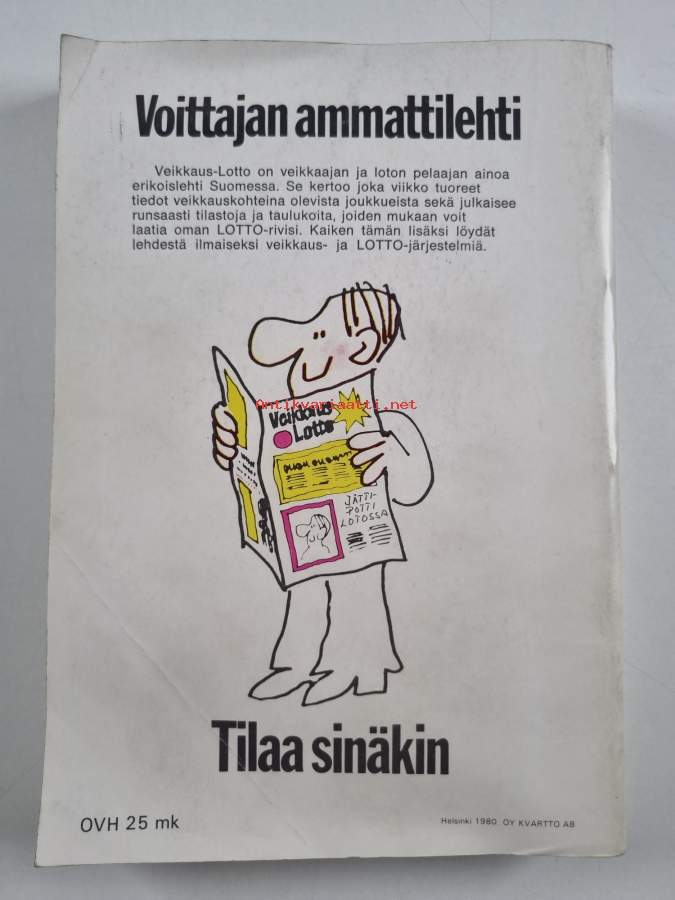 Voittajan ammattilehti
Veikkaus-Lotto on veikkaajan ja loton pelaajan ainoa
erikoislehti Suomessa. Se kertoo joka viikko tuoreet
tiedot veikkauskohteina olevista joukkueista sekä julkaisee
runsaasti tilastoja ja taulukoita, joiden mukaan voit
laatia oman LOTTO-rivisi. Kaiken tämän lisäksi löydät
lehdestä ilmaiseksi veikkaus- ja LOTTO-järjestelmiä.
Antikvariaatti.net
Veikkaus
Lotto
JÄTTI-
POTTI
LOTOSSA
Tilaa sinäkin
OVH 25 mk
Helsinki 1980 OY KVARTTO AB